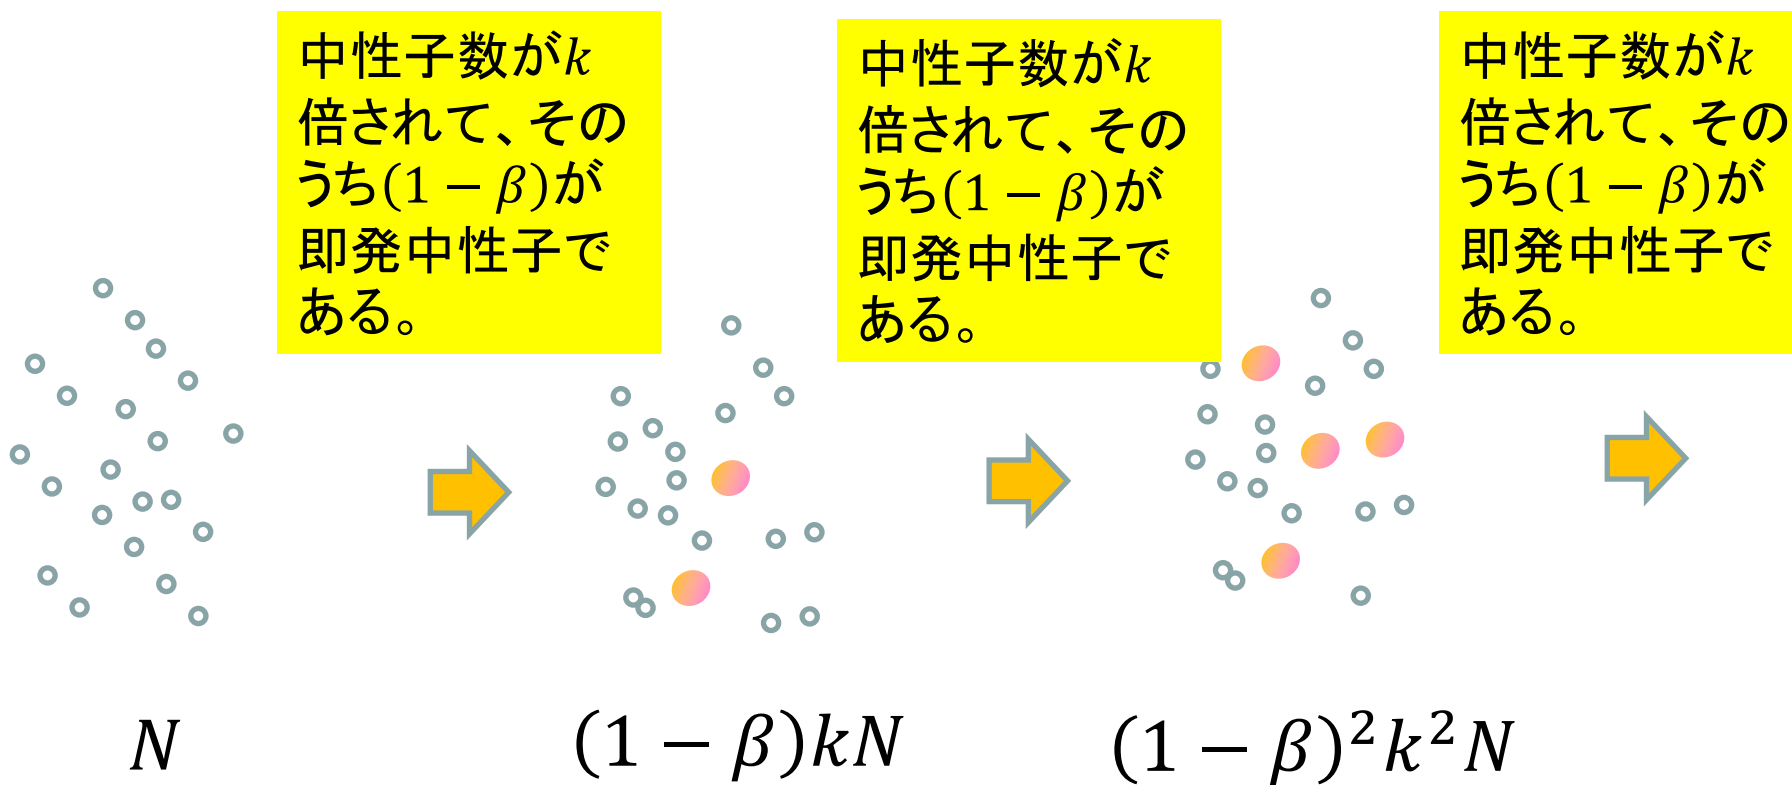 中性子数がk
倍されて、その
うち(1 − β)が
即発中性子で
ある。
中性子数がk
倍されて、その
うち(1 − β)が
即発中性子で
ある。
中性子数がk
倍されて、その
うち(1 − β)が
即発中性子で
ある。
N
(1 − β)kN
(1 − β)²k²N